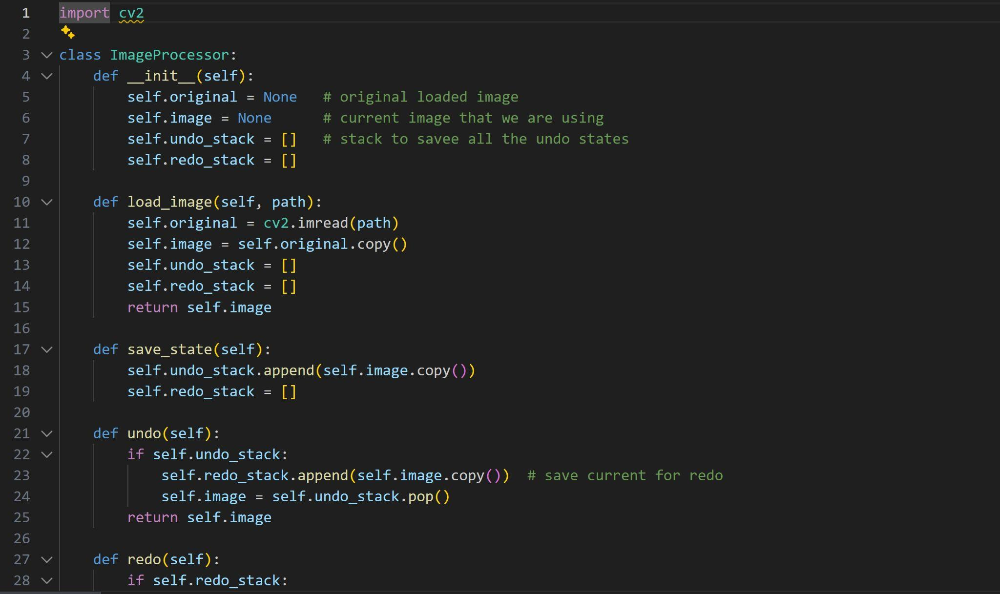 1 import cv2
2
3 class ImageProcessor:
4     def __init__(self):
5         self.original = None   # original loaded image
6         self.image = None      # current image that we are using
7         self.undo_stack = []   # stack to savee all the undo states
8         self.redo_stack = []
9
10     def load_image(self, path):
11         self.original = cv2.imread(path)
12         self.image = self.original.copy()
13         self.undo_stack = []
14         self.redo_stack = []
15         return self.image
16
17     def save_state(self):
18         self.undo_stack.append(self.image.copy())
19         self.redo_stack = []
20
21     def undo(self):
22         if self.undo_stack:
23             self.redo_stack.append(self.image.copy())  # save current for redo
24             self.image = self.undo_stack.pop()
25         return self.image
26
27     def redo(self):
28         if self.redo_stack: